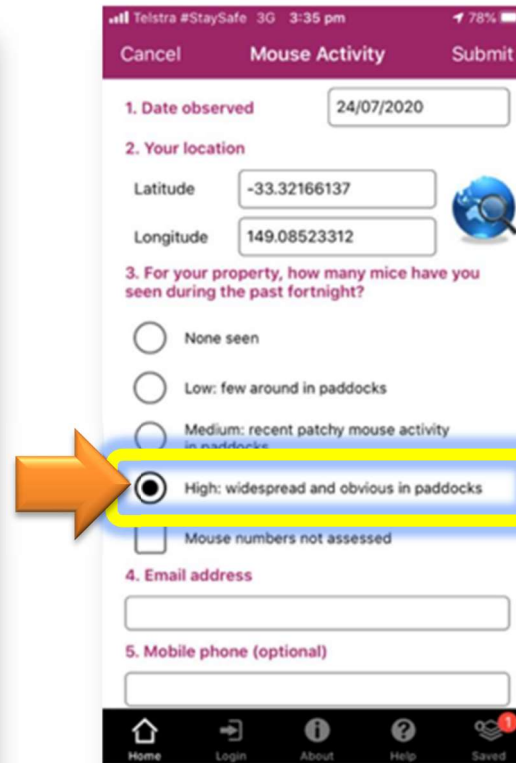 Telstra #StaySafe 3G 3:35 pm 78%
Cancel Mouse Activity Submit
1. Date observed 24/07/2020
2. Your location
Latitude -33.32166137
Longitude 149.08523312
3. For your property, how many mice have you
seen during the past fortnight?
None seen
Low: few around in paddocks
Medium: recent patchy mouse activity
in paddocks
High: widespread and obvious in paddocks
Mouse numbers not assessed
4. Email address
5. Mobile phone (optional)
1
Home Login About Help Saved